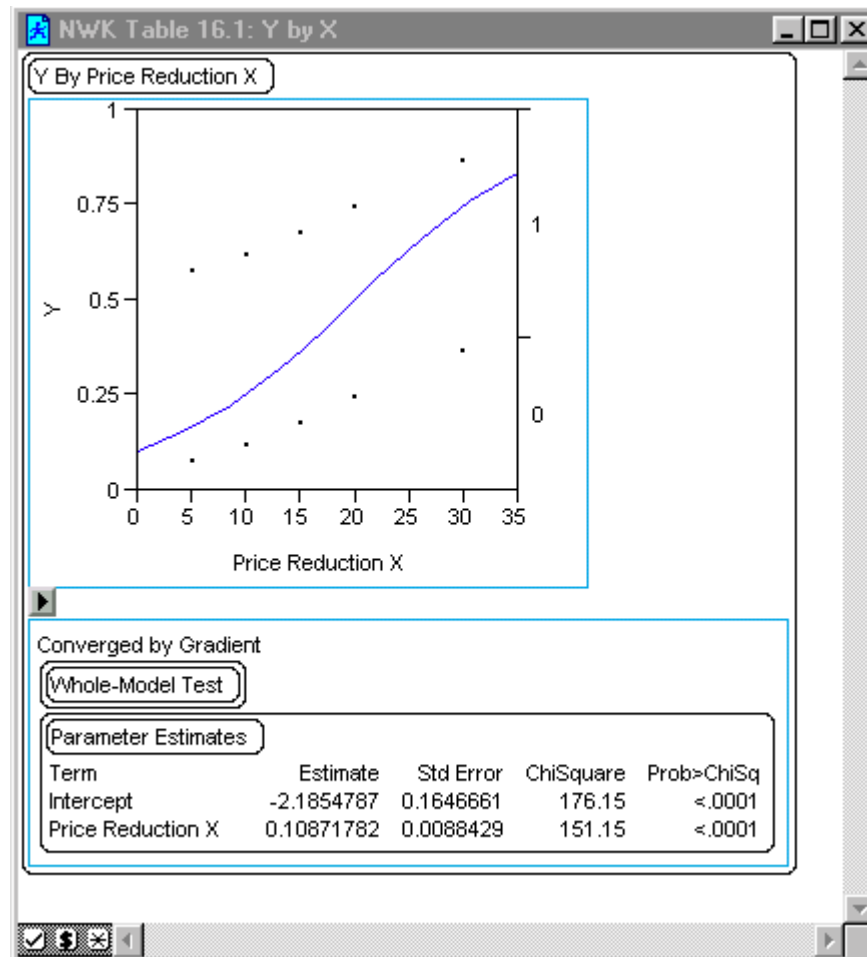 NWK Table 16.1: Y by X
Y By Price Reduction X
1
0.75
0.5
0.25
0
Y
1
0
0 5 10 15 20 25 30 35
Price Reduction X
Converged by Gradient
Whole-Model Test
Parameter Estimates
Term Estimate Std Error ChiSquare Prob>ChiSq
Intercept -2.1854787 0.1646661 176.15 <.0001
Price Reduction X 0.10871782 0.0088429 151.15 <.0001